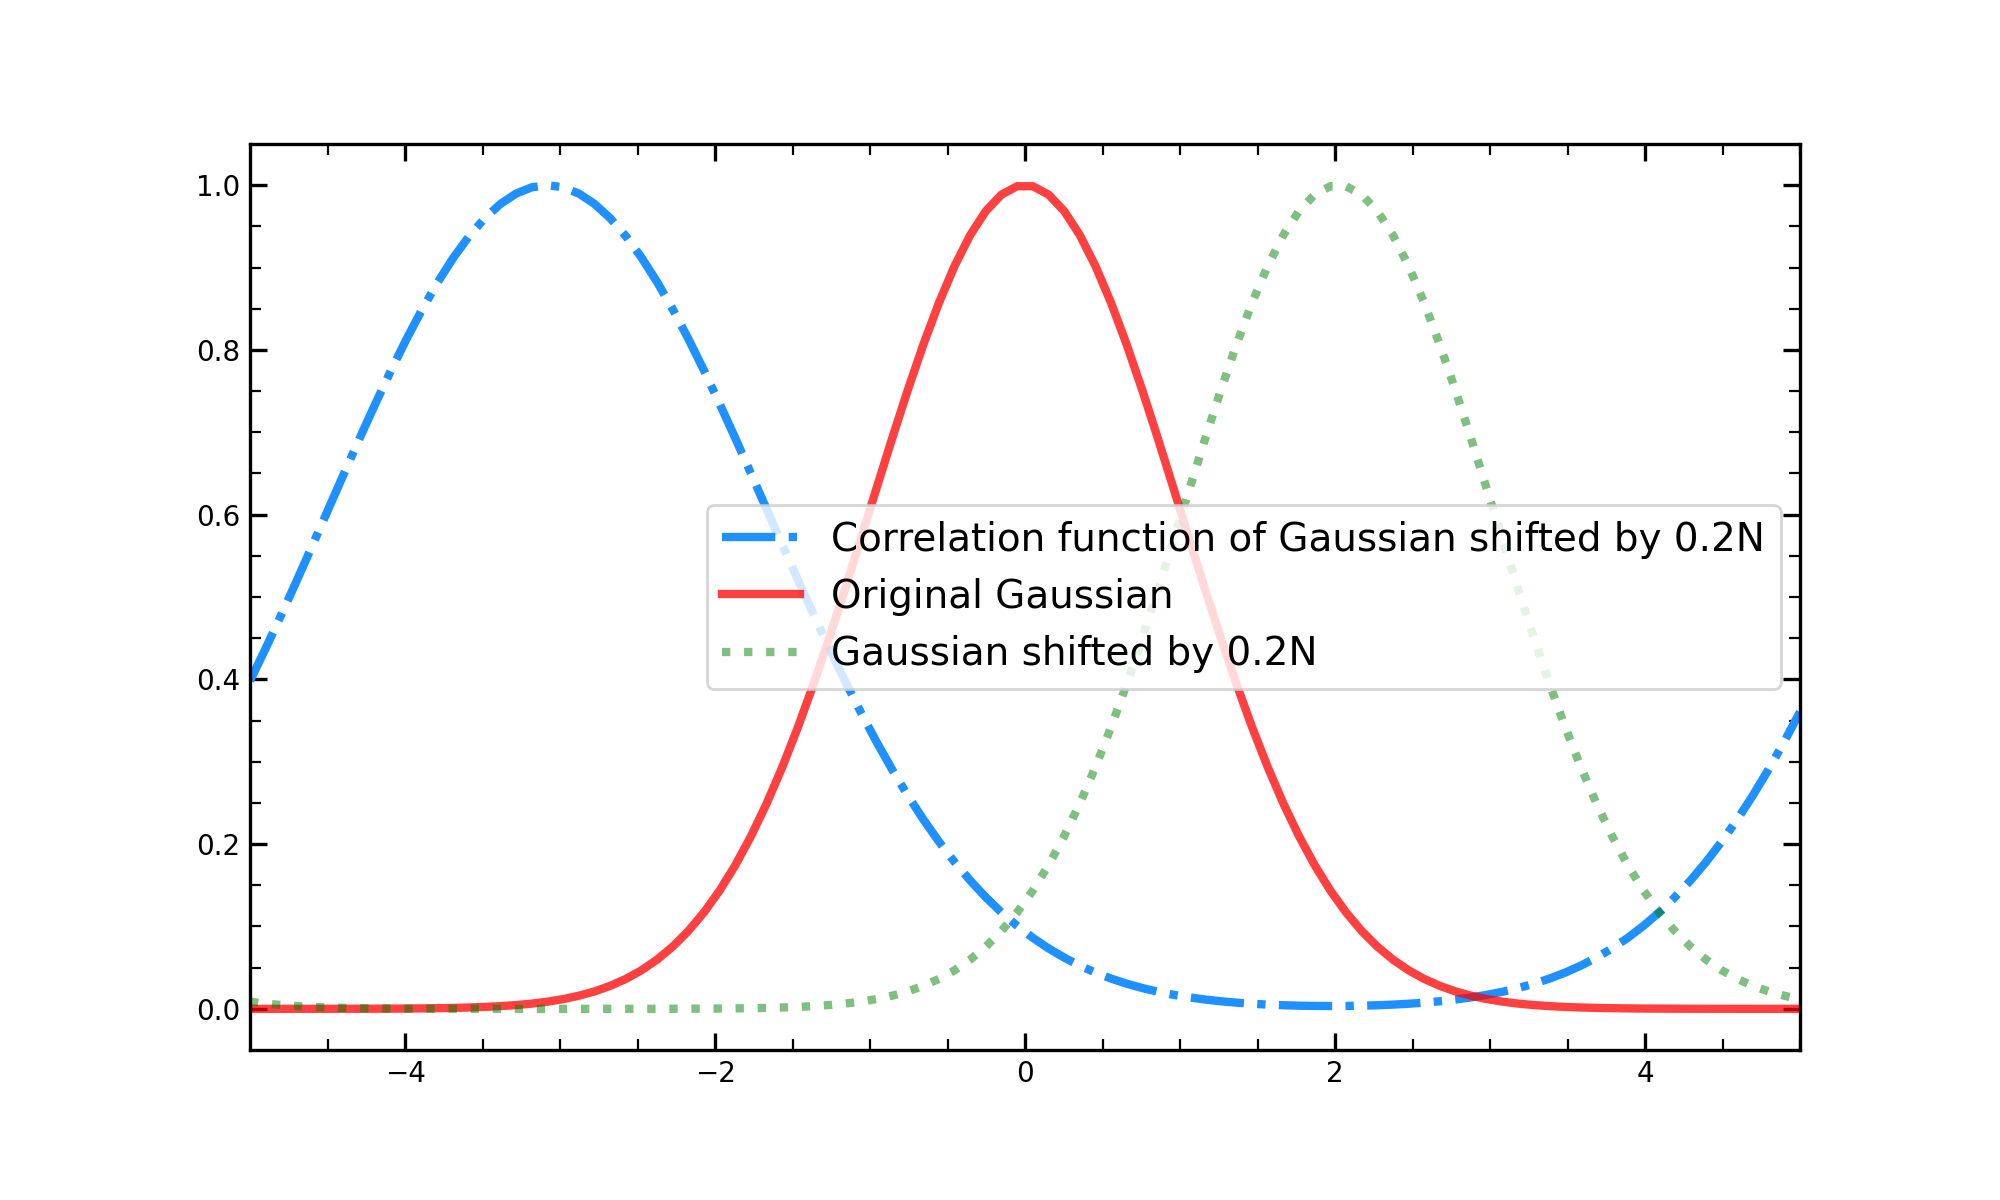 1.0
0.8
0.6
0.4
0.2
0.0
Correlation function of Gaussian shifted by 0.2N
Original Gaussian
Gaussian shifted by 0.2N
−4 −2 0 2 4